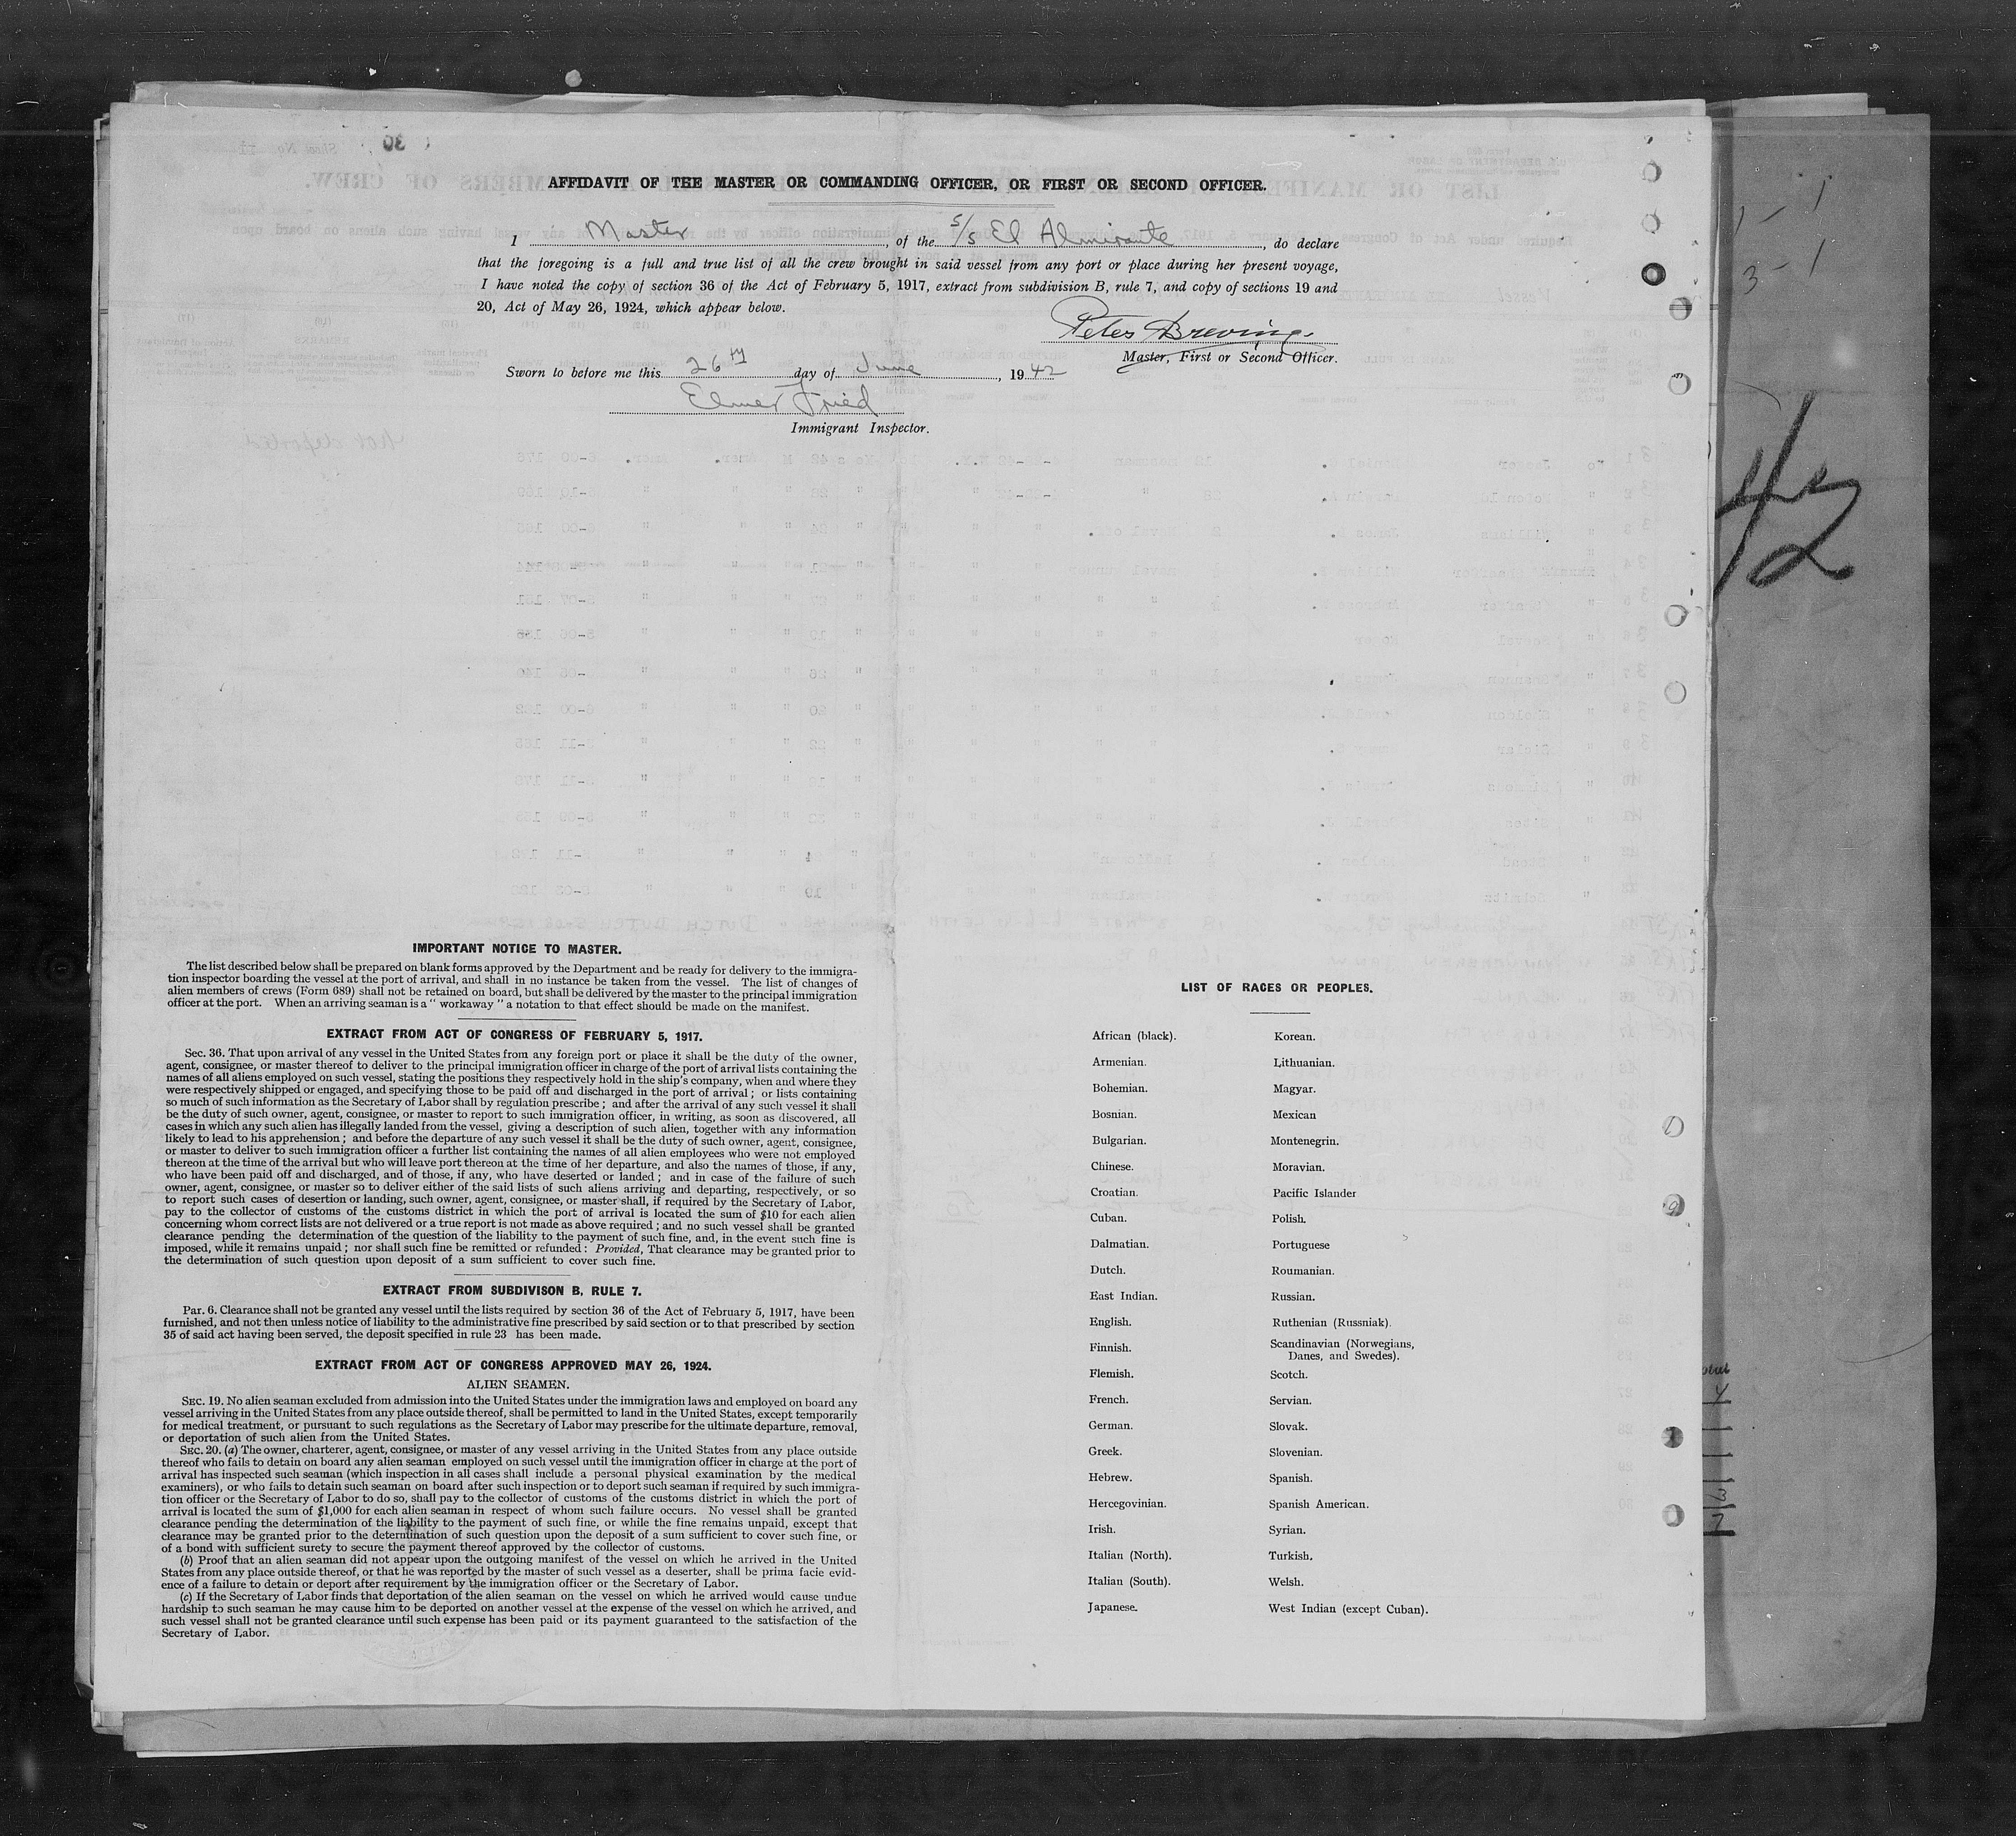 AFFIDAVIT OF THE MASTER OR COMMANDING OFFICER, OR FIRST OR SECOND OFFICER.
I Master, of the S/S El Almirante, do declare
that the foregoing is a full and true list of all the crew brought in said vessel from any port or place during her present voyage,
I have noted the copy of section 36 of the Act of February 5, 1917, extract from subdivision B, rule 7, and copy of sections 19 and
20, Act of May 26, 1924, which appear below.
Peter Breving
Master, First or Second Officer.
Sworn to before me this 26TH day of June, 1942
Elmer Fried
Immigrant Inspector.
42
IMPORTANT NOTICE TO MASTER.
The list described below shall be prepared on blank forms approved by the Department and be ready for delivery to the immigra-
tion inspector boarding the vessel at the port of arrival, and shall in no instance be taken from the vessel. The list of changes of
alien members of crews (Form 689) shall not be retained on board, but shall be delivered by the master to the principal immigration
officer at the port. When an arriving seaman is a " workaway " a notation to that effect should be made on the manifest.
EXTRACT FROM ACT OF CONGRESS OF FEBRUARY 5, 1917.
Sec. 36. That upon arrival of any vessel in the United States from any foreign port or place it shall be the duty of the owner,
agent, consignee, or master thereof to deliver to the principal immigration officer in charge of the port of arrival lists containing the
names of all aliens employed on such vessel, stating the positions they respectively hold in the ship's company, when and where they
were respectively shipped or engaged, and specifying those to be paid off and discharged in the port of arrival; or lists containing
so much of such information as the Secretary of Labor shall by regulation prescribe; and after the arrival of any such vessel it shall
be the duty of such owner, agent, consignee, or master to report to such immigration officer, in writing, as soon as discovered, all
cases in which any such alien has illegally landed from the vessel, giving a description of such alien, together with any information
likely to lead to his apprehension; and before the departure of any such vessel it shall be the duty of such owner, agent, consignee,
or master to deliver to such immigration officer a further list containing the names of all alien employees who were not employed
thereon at the time of the arrival but who will leave port thereon at the time of her departure, and also the names of those, if any,
who have been paid off and discharged, and of those, if any, who have deserted or landed; and in case of the failure of such
owner, agent, consignee, or master so to deliver either of the said lists of such aliens arriving and departing, respectively, or so
to report such cases of desertion or landing, such owner, agent, consignee, or master shall, if required by the Secretary of Labor,
pay to the collector of customs of the customs district in which the port of arrival is located the sum of $10 for each alien
concerning whom correct lists are not delivered or a true report is not made as above required; and no such vessel shall be granted
clearance pending the determination of the question of the liability to the payment of such fine, and, in the event such fine is
imposed, while it remains unpaid; nor shall such fine be remitted or refunded: Provided, That clearance may be granted prior to
the determination of such question upon deposit of a sum sufficient to cover such fine.
EXTRACT FROM SUBDIVISON B, RULE 7.
Par. 6. Clearance shall not be granted any vessel until the lists required by section 36 of the Act of February 5, 1917, have been
furnished, and not then unless notice of liability to the administrative fine prescribed by said section or to that prescribed by section
35 of said act having been served, the deposit specified in rule 23 has been made.
EXTRACT FROM ACT OF CONGRESS APPROVED MAY 26, 1924.
ALIEN SEAMEN.
SEC. 19. No alien seaman excluded from admission into the United States under the immigration laws and employed on board any
vessel arriving in the United States from any place outside thereof, shall be permitted to land in the United States, except temporarily
for medical treatment, or pursuant to such regulations as the Secretary of Labor may prescribe for the ultimate departure, removal,
or deportation of such alien from the United States.
SEC. 20. (a) The owner, charterer, agent, consignee, or master of any vessel arriving in the United States from any place outside
thereof who fails to detain on board any alien seaman employed on such vessel until the immigration officer in charge at the port of
arrival has inspected such seaman (which inspection in all cases shall include a personal physical examination by the medical
examiners), or who fails to detain such seaman on board after such inspection or to deport such seaman if required by such immigra-
tion officer or the Secretary of Labor to do so, shall pay to the collector of customs of the customs district in which the port of
arrival is located the sum of $1,000 for each alien seaman in respect of whom such failure occurs. No vessel shall be granted
clearance pending the determination of the liability to the payment of such fine, or while the fine remains unpaid, except that
clearance may be granted prior to the determination of such question upon the deposit of a sum sufficient to cover such fine, or
of a bond with sufficient surety to secure the payment thereof approved by the collector of customs.
(b) Proof that an alien seaman did not appear upon the outgoing manifest of the vessel on which he arrived in the United
States from any place outside thereof, or that he was reported by the master of such vessel as a deserter, shall be prima facie evid-
ence of a failure to detain or deport after requirement by the immigration officer or the Secretary of Labor.
(c) If the Secretary of Labor finds that deportation of the alien seaman on the vessel on which he arrived would cause undue
hardship to such seaman he may cause him to be deported on another vessel at the expense of the vessel on which he arrived, and
such vessel shall not be granted clearance until such expense has been paid or its payment guaranteed to the satisfaction of the
Secretary of Labor.
LIST OF RACES OR PEOPLES.
African (black). Korean.
Armenian. Lithuanian.
Bohemian. Magyar.
Bosnian. Mexican
Bulgarian. Montenegrin.
Chinese. Moravian.
Croatian. Pacific Islander
Cuban. Polish.
Dalmatian. Portuguese
Dutch. Roumanian.
East Indian. Russian.
English. Ruthenian (Russniak).
Finnish. Scandinavian (Norwegians,
Danes, and Swedes).
Flemish. Scotch.
French. Servian.
German. Slovak.
Greek. Slovenian.
Hebrew. Spanish.
Hercegovinian. Spanish American.
Irish. Syrian.
Italian (North). Turkish.
Italian (South). Welsh.
Japanese. West Indian (except Cuban).